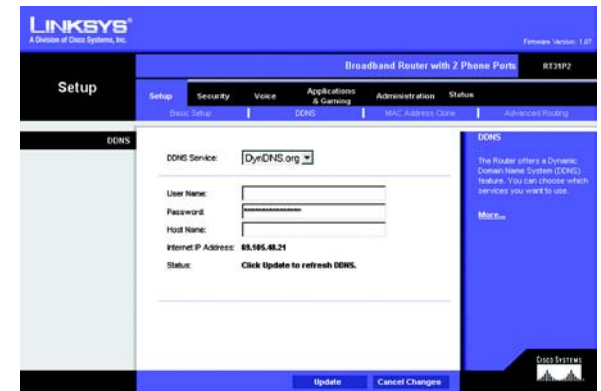 LINKSYS®
A Division of Cisco Systems, Inc.
Firmware Version: 1.07
Broadband Router with 2 Phone Ports
RT31P2
Setup
Setup Security Voice Applications & Gaming Administration Status
Basic Setup DDNS MAC Address Clone Advanced Routing
DDNS
DDNS Service: DynDNS.org
User Name:
Password:
Host Name:
Internet IP Address: 69.105.48.21
Status: Click Update to refresh DDNS.
DDNS
The Router offers a Dynamic
Domain Name System (DDNS)
feature. You can choose which
services you want to use.
More...
CISCO SYSTEMS
Update Cancel Changes